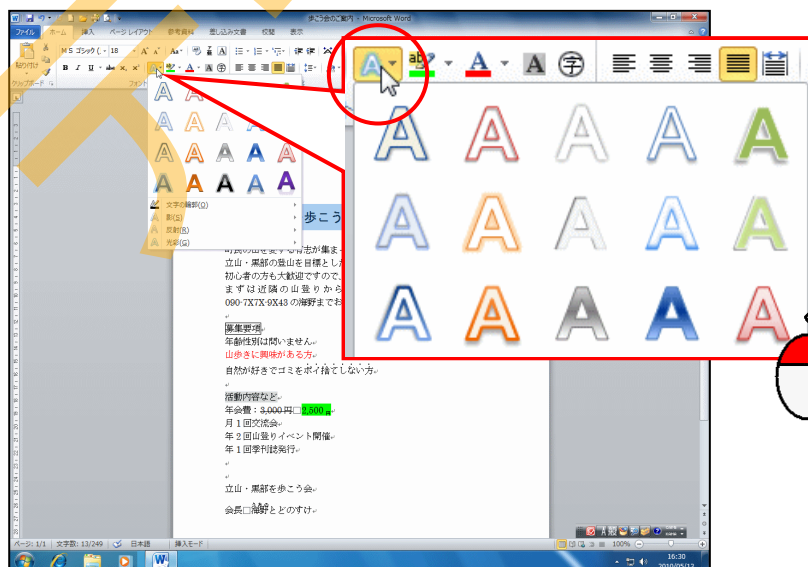 歩こう会のご案内 - Microsoft Word
ファイル ホーム 挿入 ページ レイアウト 参考資料 差し込み文書 校閲 表示
MS ゴシック ( 18
貼り付け
クリップボード フォント
文字の輪郭(O)
影(S)
反射(R)
光彩(G)
歩こう
立山・黒部の登山を目標とした
初心者の方も大歓迎ですので、
まずは近隣の山登りから
090-7X7X-9X43 の海野までお
募集要項
年齢性別は問いません
山歩きに興味がある方
自然が好きでゴミをポイ捨てしない方
活動内容など
年会費：3,000 円□2,500
月 1 回交流会
年 2 回山登りイベント開催
年 1 回季刊誌発行
立山・黒部を歩こう会
会長□海野とどのすけ
ページ: 1/1 文字数: 13/249 日本語 挿入モード
100%
16:30
2010/05/13